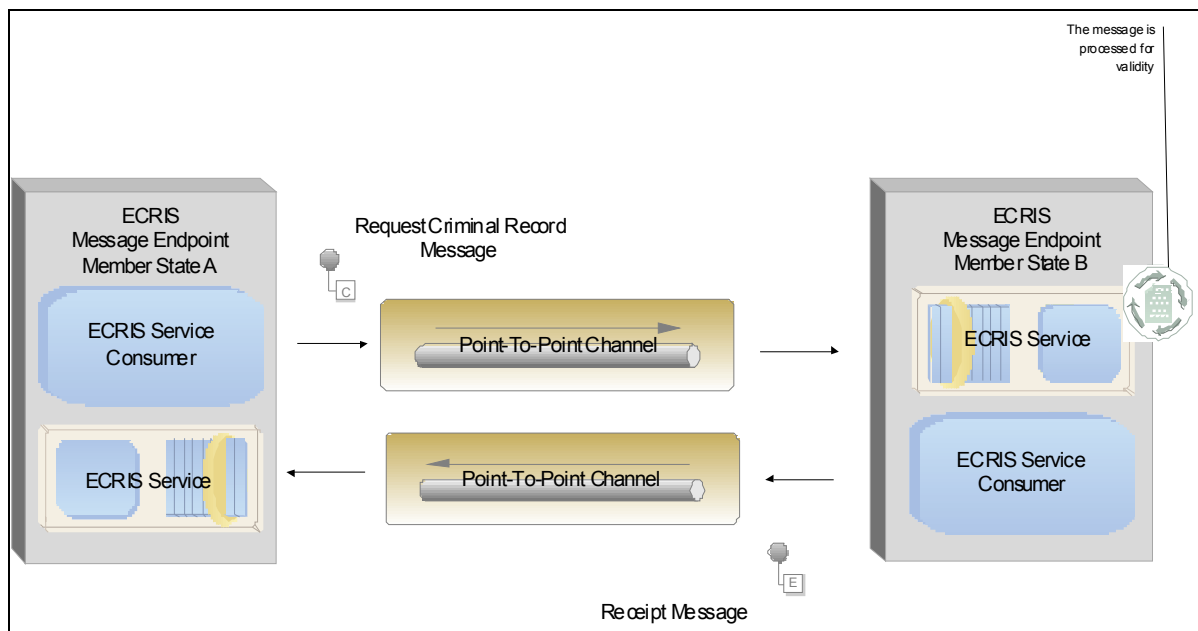 The message is
processed for
validity
ECRIS
Message Endpoint
Member State A
Request Criminal Record
Message
C
ECRIS
Message Endpoint
Member State B
ECRIS Service
Consumer
Point-To-Point Channel
ECRIS Service
ECRIS Service
Point-To-Point Channel
ECRIS Service
Consumer
E
Receipt Message